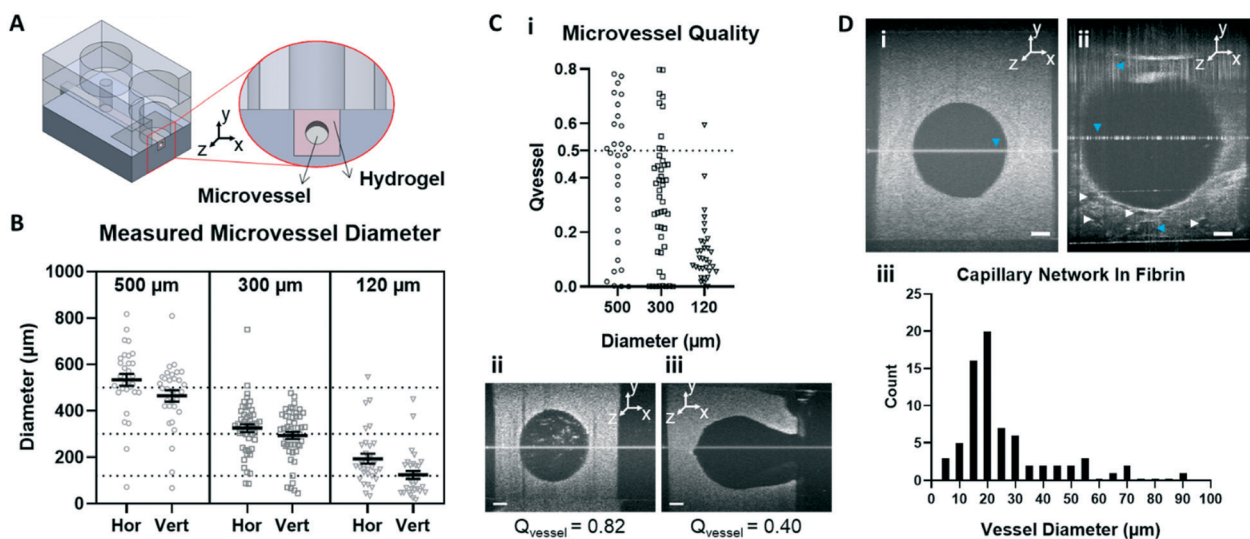 A
y
z
x
Microvessel
Hydrogel
B
Measured Microvessel Diameter
Diameter (µm)
1000
800
600
400
200
0
500 µm
300 µm
120 µm
Hor
Vert
Hor
Vert
Hor
Vert
C
i
Microvessel Quality
Qvessel
0.8
0.6
0.5
0.4
0.2
0.0
500
300
120
Diameter (µm)
ii
y
z
x
Qvessel = 0.82
iii
y
z
x
Qvessel = 0.40
D
i
y
z
x
ii
y
z
x
iii
Capillary Network In Fibrin
Count
25
20
15
10
5
0
0
10
20
30
40
50
60
70
80
90
100
Vessel Diameter (µm)